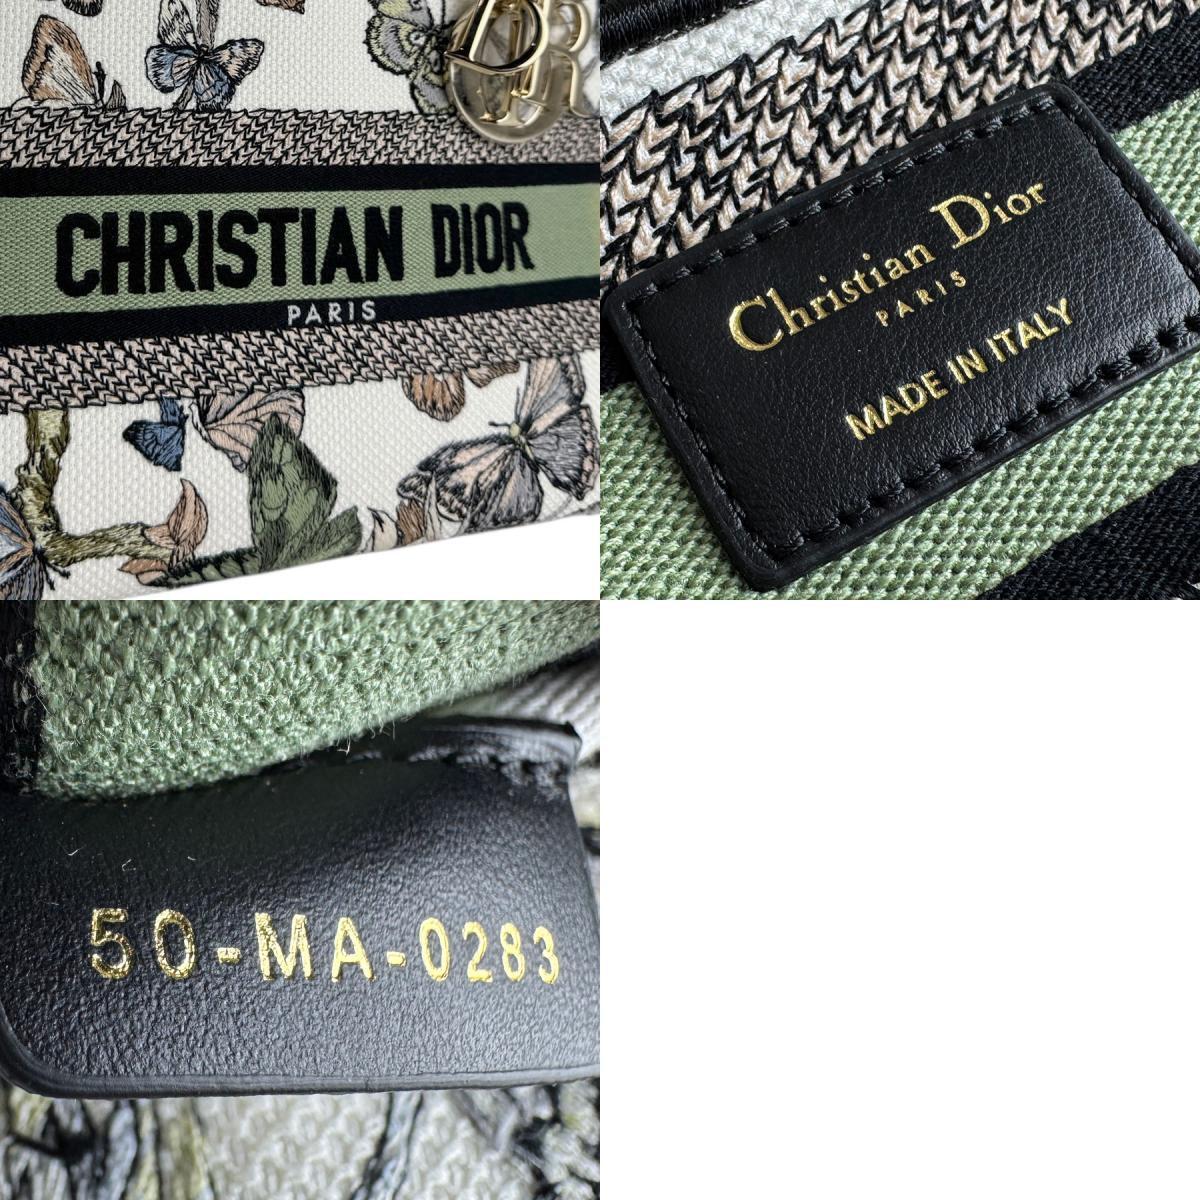 CHRISTIAN DIOR
PARIS
Christian Dior
PARIS
MADE IN ITALY
50-MA-0283